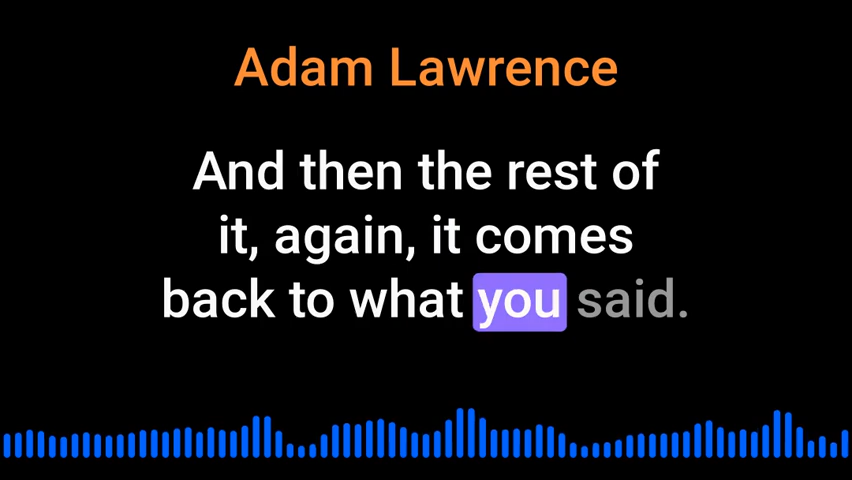 Adam Lawrence
And then the rest of
it, again, it comes
back to what you said.